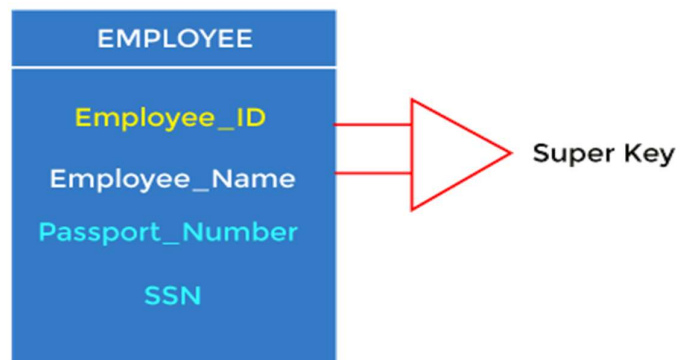 EMPLOYEE
Employee_ID
Employee_Name
Super Key
Passport_Number
SSN